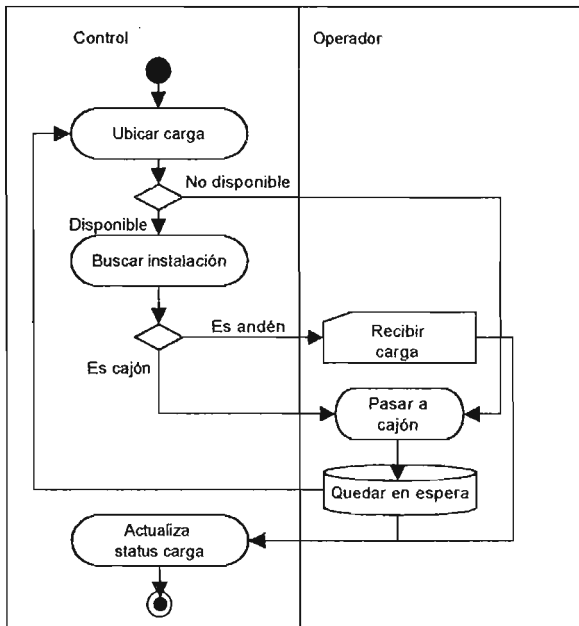 Control
Operador
Ubicar carga
No disponible
Disponible
Buscar instalación
Es andén
Recibir
carga
Es cajón
Pasar a
cajón
Quedar en espera
Actualiza
status carga